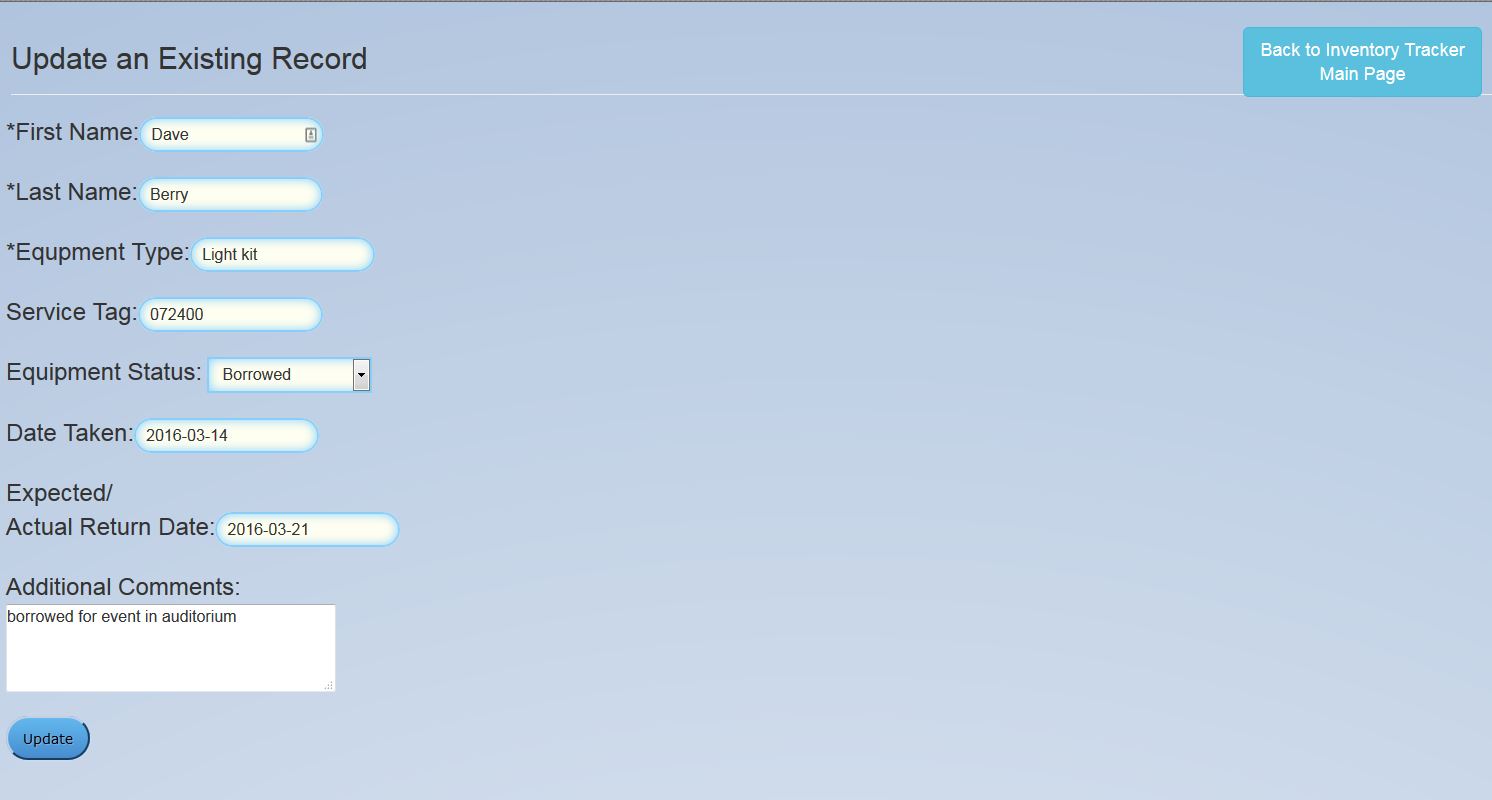 Update an Existing Record
Back to Inventory Tracker
Main Page
*First Name: Dave
*Last Name: Berry
*Equpment Type: Light kit
Service Tag: 072400
Equipment Status: Borrowed
Date Taken: 2016-03-14
Expected/
Actual Return Date: 2016-03-21
Additional Comments:
borrowed for event in auditorium
Update